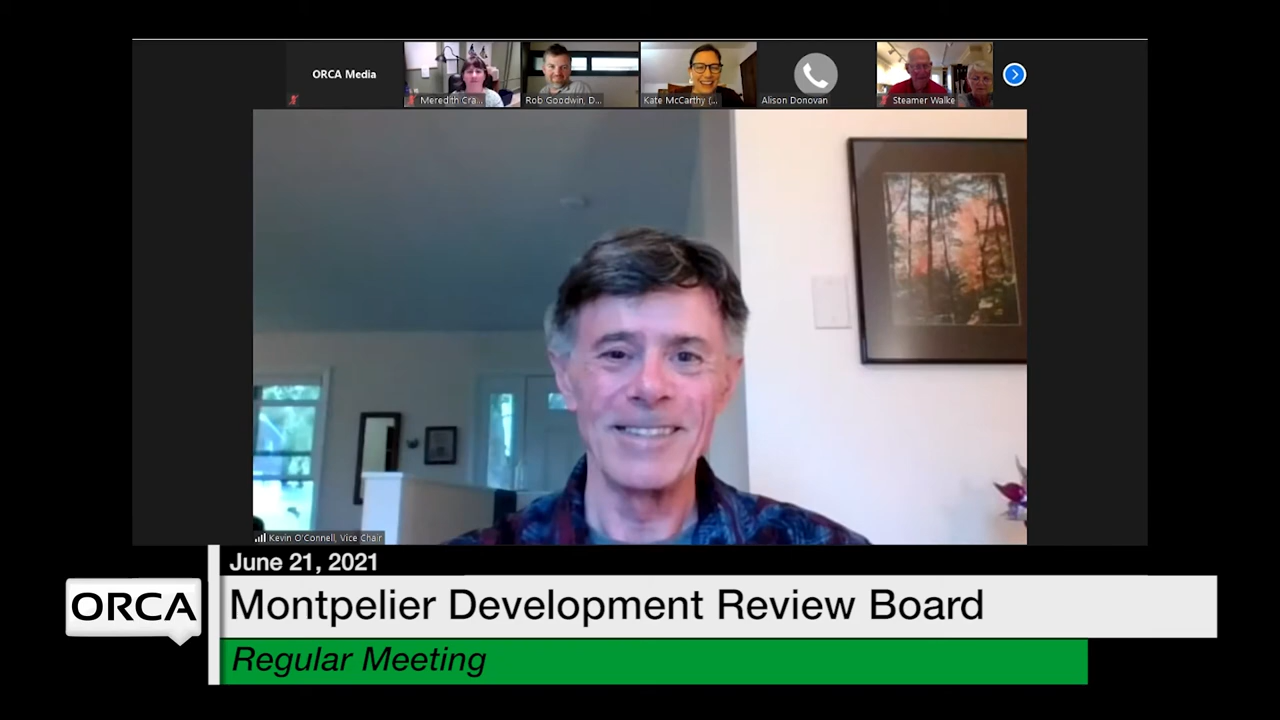 ORCA Media
Meredith Cra...
Rob Goodwin, D...
Kate McCarthy (...
Alison Donovan
Steamer Walke
Kevin O'Connell, Vice Chair
June 21, 2021
ORCA
Montpelier Development Review Board
Regular Meeting